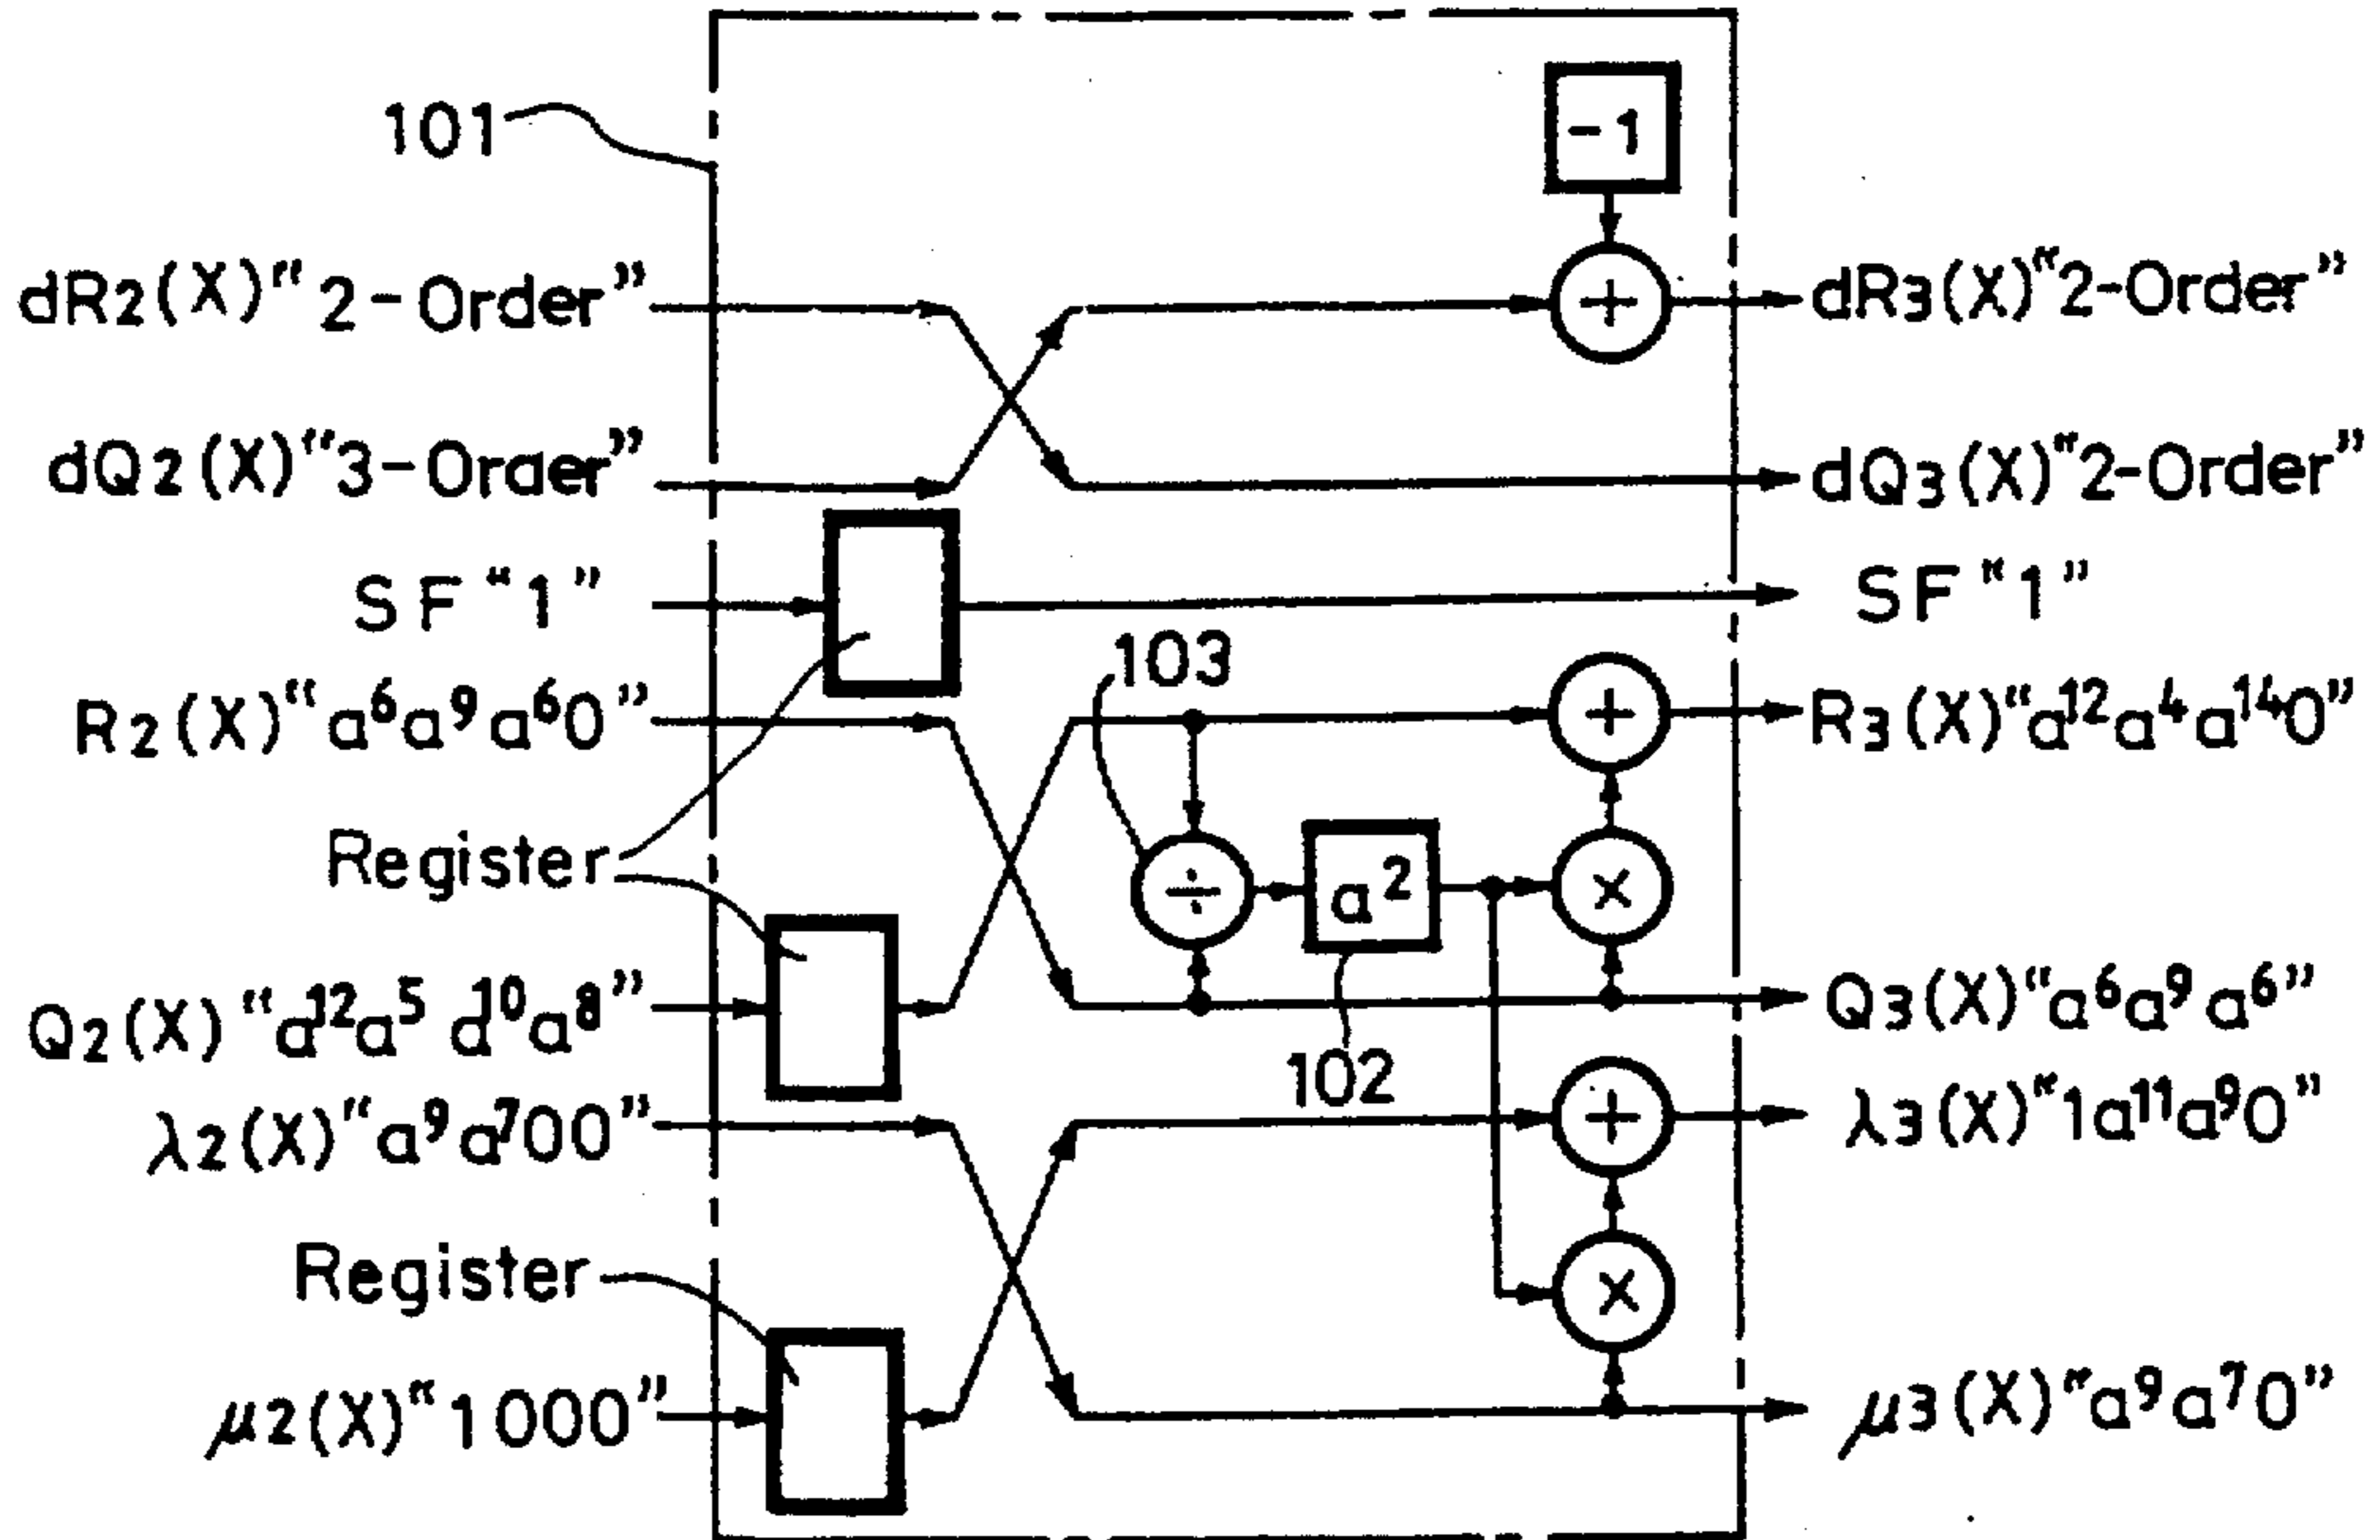 101
-1
dR2(X)“2-Order”
+
dR3(X)“2-Order”
dQ2(X)“3-Oraer”
dQ3(X)“2-Order”
SF“1”
SF“1”
103
R2(X)“a⁶a⁹a⁶0”
+
R3(X)“a¹²a⁴a¹⁴0”
Register
÷
a²
×
Q2(X)“a¹²a⁵a¹⁰a⁸”
Q3(X)“a⁶a⁹a⁶”
102
λ2(X)“a⁹a⁷00”
+
λ3(X)“1a¹¹a⁹0”
Register
×
μ2(X)“1000”
μ3(X)“a⁹a⁷0”